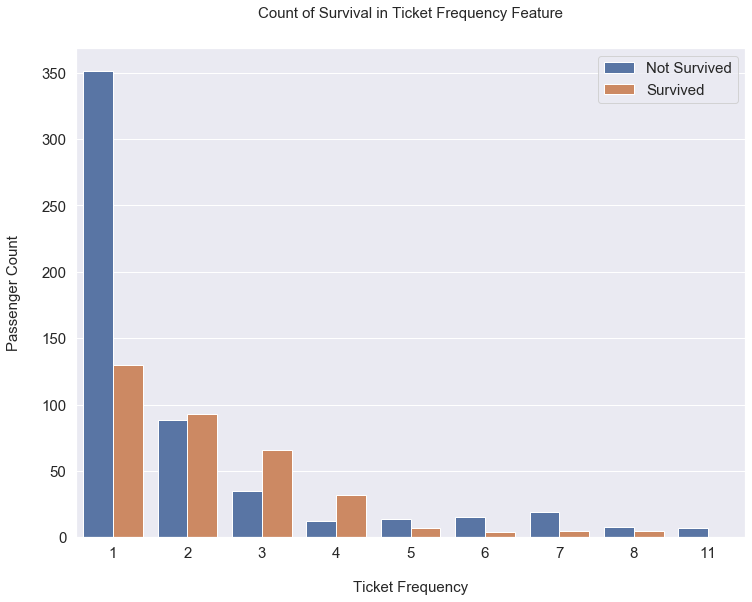 Count of Survival in Ticket Frequency Feature
Not Survived
Survived
350
300
250
200
150
100
50
0
Passenger Count
1 2 3 4 5 6 7 8 11
Ticket Frequency